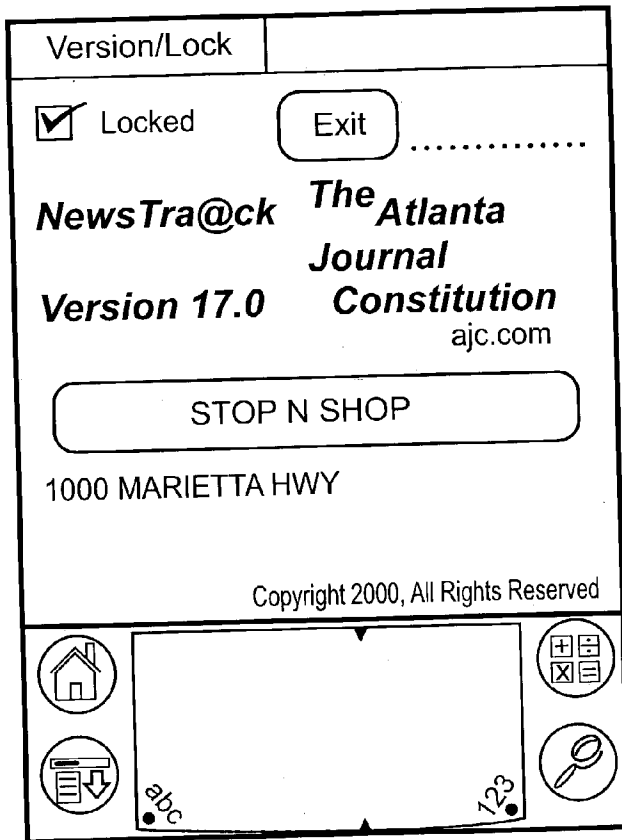 Version/Lock
Locked
Exit ..............
NewsTra@ck
Version 17.0
The Atlanta
Journal
Constitution
ajc.com
STOP N SHOP
1000 MARIETTA HWY
Copyright 2000, All Rights Reserved
+ ÷
X =
abc
123